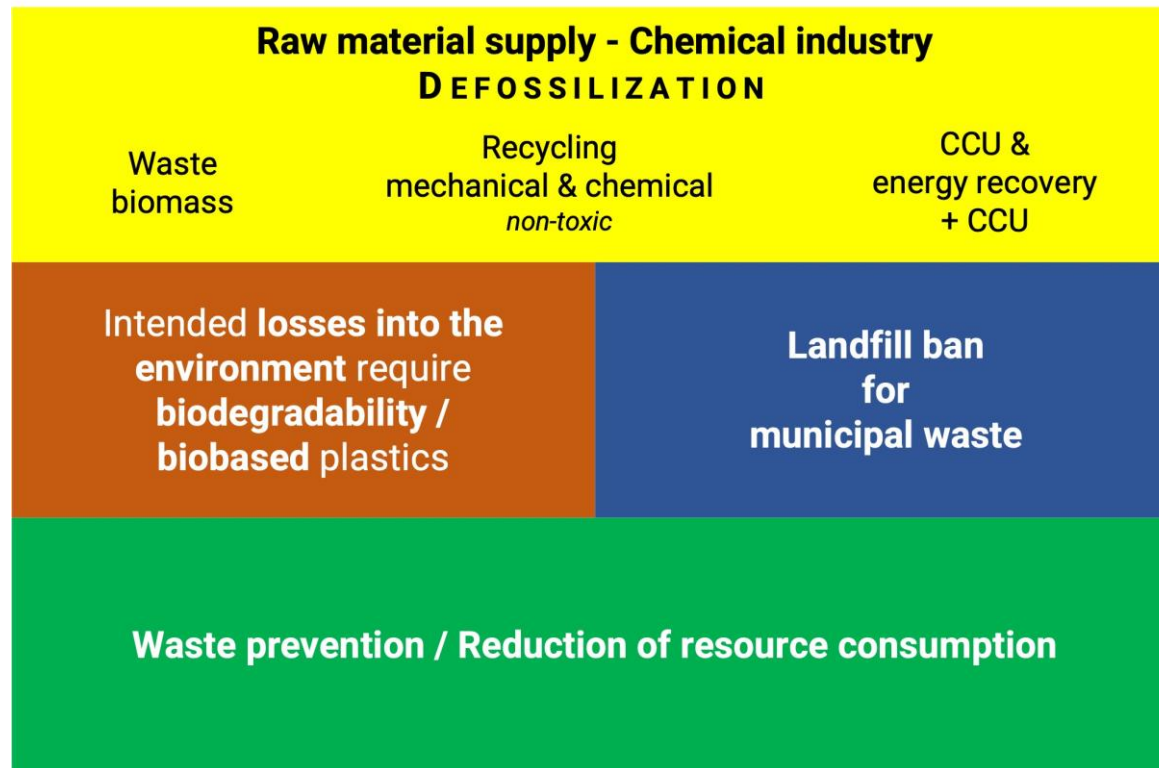 Raw material supply - Chemical industry
DEFOSSILIZATION
Waste
biomass
Recycling
mechanical & chemical
non-toxic
CCU &
energy recovery
+ CCU
Intended losses into the
environment require
biodegradability /
biobased plastics
Landfill ban
for
municipal waste
Waste prevention / Reduction of resource consumption